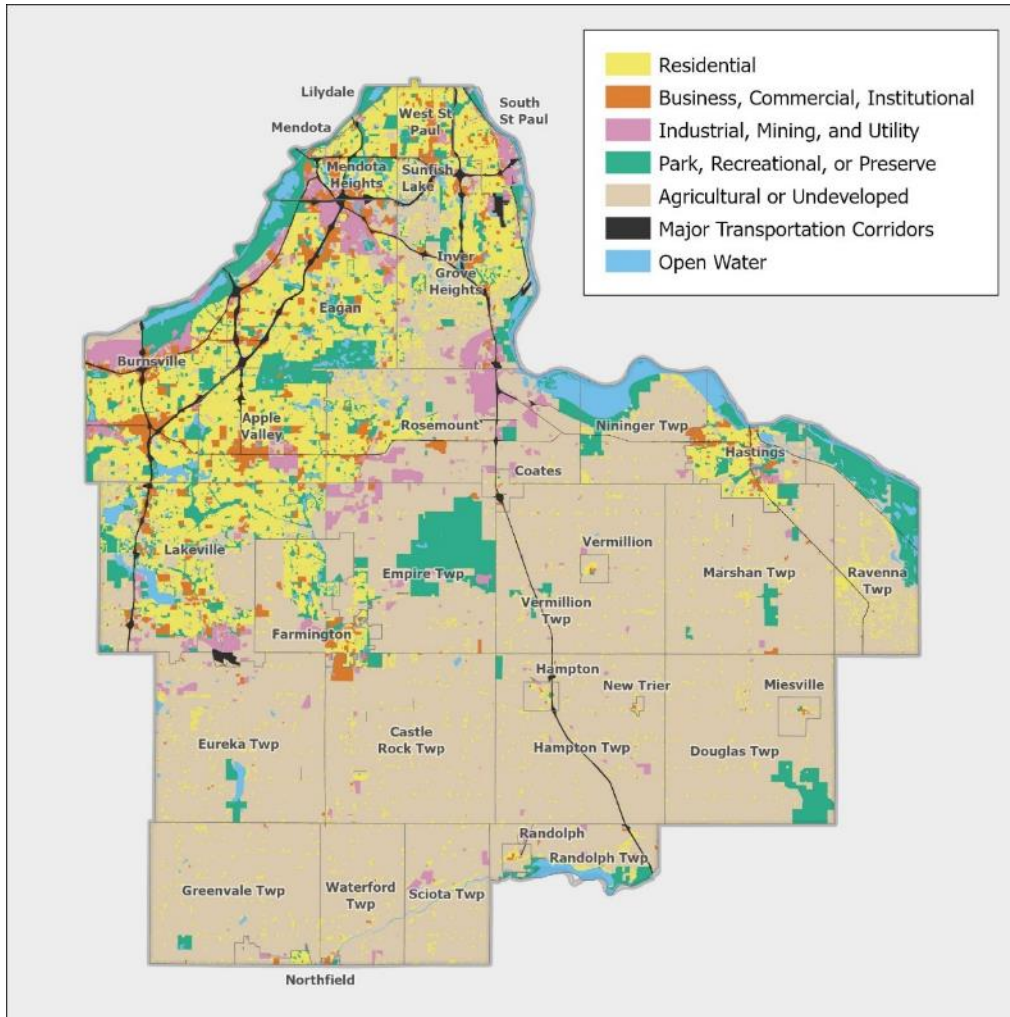 Residential
Business, Commercial, Institutional
Industrial, Mining, and Utility
Park, Recreational, or Preserve
Agricultural or Undeveloped
Major Transportation Corridors
Open Water
Lilydale
Mendota
West St
Paul
South
St Paul
Mendota
Heights
Sunfish
Lake
Inver
Grove
Heights
Eagan
Burnsville
Apple
Valley
Rosemount
Nininger Twp
Hastings
Coates
Lakeville
Empire Twp
Vermillion
Marshan Twp
Ravenna
Twp
Vermillion
Twp
Farmington
Hampton
New Trier
Miesville
Eureka Twp
Castle
Rock Twp
Hampton Twp
Douglas Twp
Randolph
Randolph Twp
Greenvale Twp
Waterford
Twp
Sciota Twp
Northfield